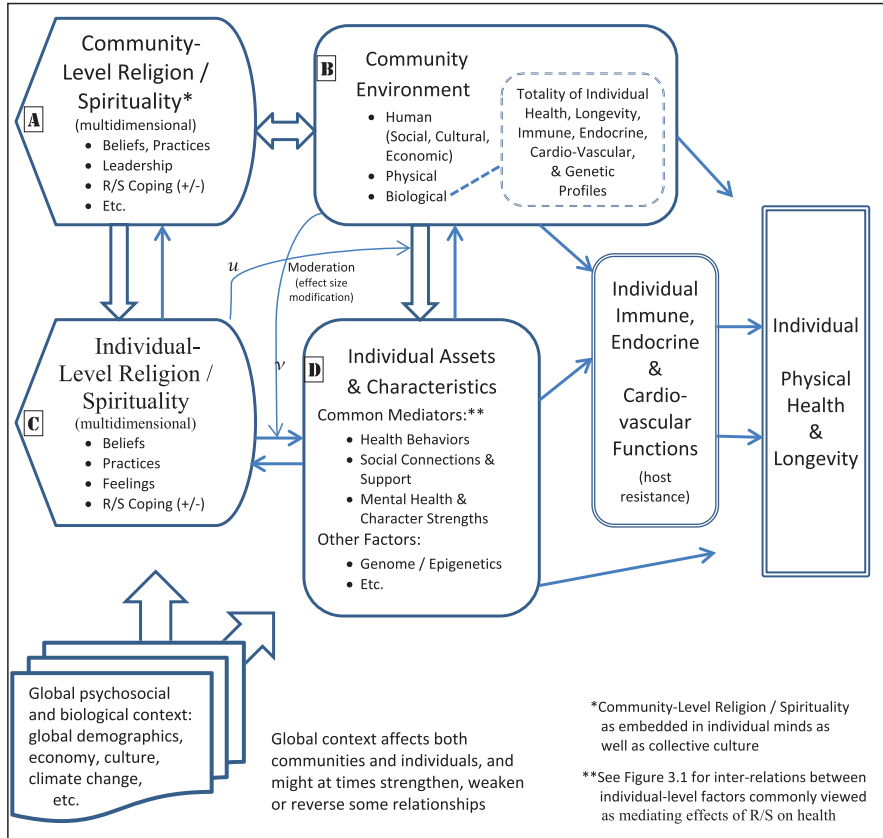 Community-
Level Religion /
Spirituality*
A
(multidimensional)
• Beliefs, Practices
• Leadership
• R/S Coping (+/-)
• Etc.
B
Community
Environment
• Human
(Social, Cultural,
Economic)
• Physical
• Biological
Totality of Individual
Health, Longevity,
Immune, Endocrine,
Cardio-Vascular,
& Genetic
Profiles
u
Moderation
(effect size
modification)
v
Individual-
Level Religion /
Spirituality
C
(multidimensional)
• Beliefs
• Practices
• Feelings
• R/S Coping (+/-)
D
Individual Assets
& Characteristics
Common Mediators:**
• Health Behaviors
• Social Connections &
Support
• Mental Health &
Character Strengths
Other Factors:
• Genome / Epigenetics
• Etc.
Individual
Immune,
Endocrine
&
Cardio-
vascular
Functions
(host
resistance)
Individual
Physical
Health
&
Longevity
Global psychosocial
and biological context:
global demographics,
economy, culture,
climate change,
etc.
Global context affects both
communities and individuals, and
might at times strengthen, weaken
or reverse some relationships
*Community-Level Religion / Spirituality
as embedded in individual minds as
well as collective culture
**See Figure 3.1 for inter-relations between
individual-level factors commonly viewed
as mediating effects of R/S on health